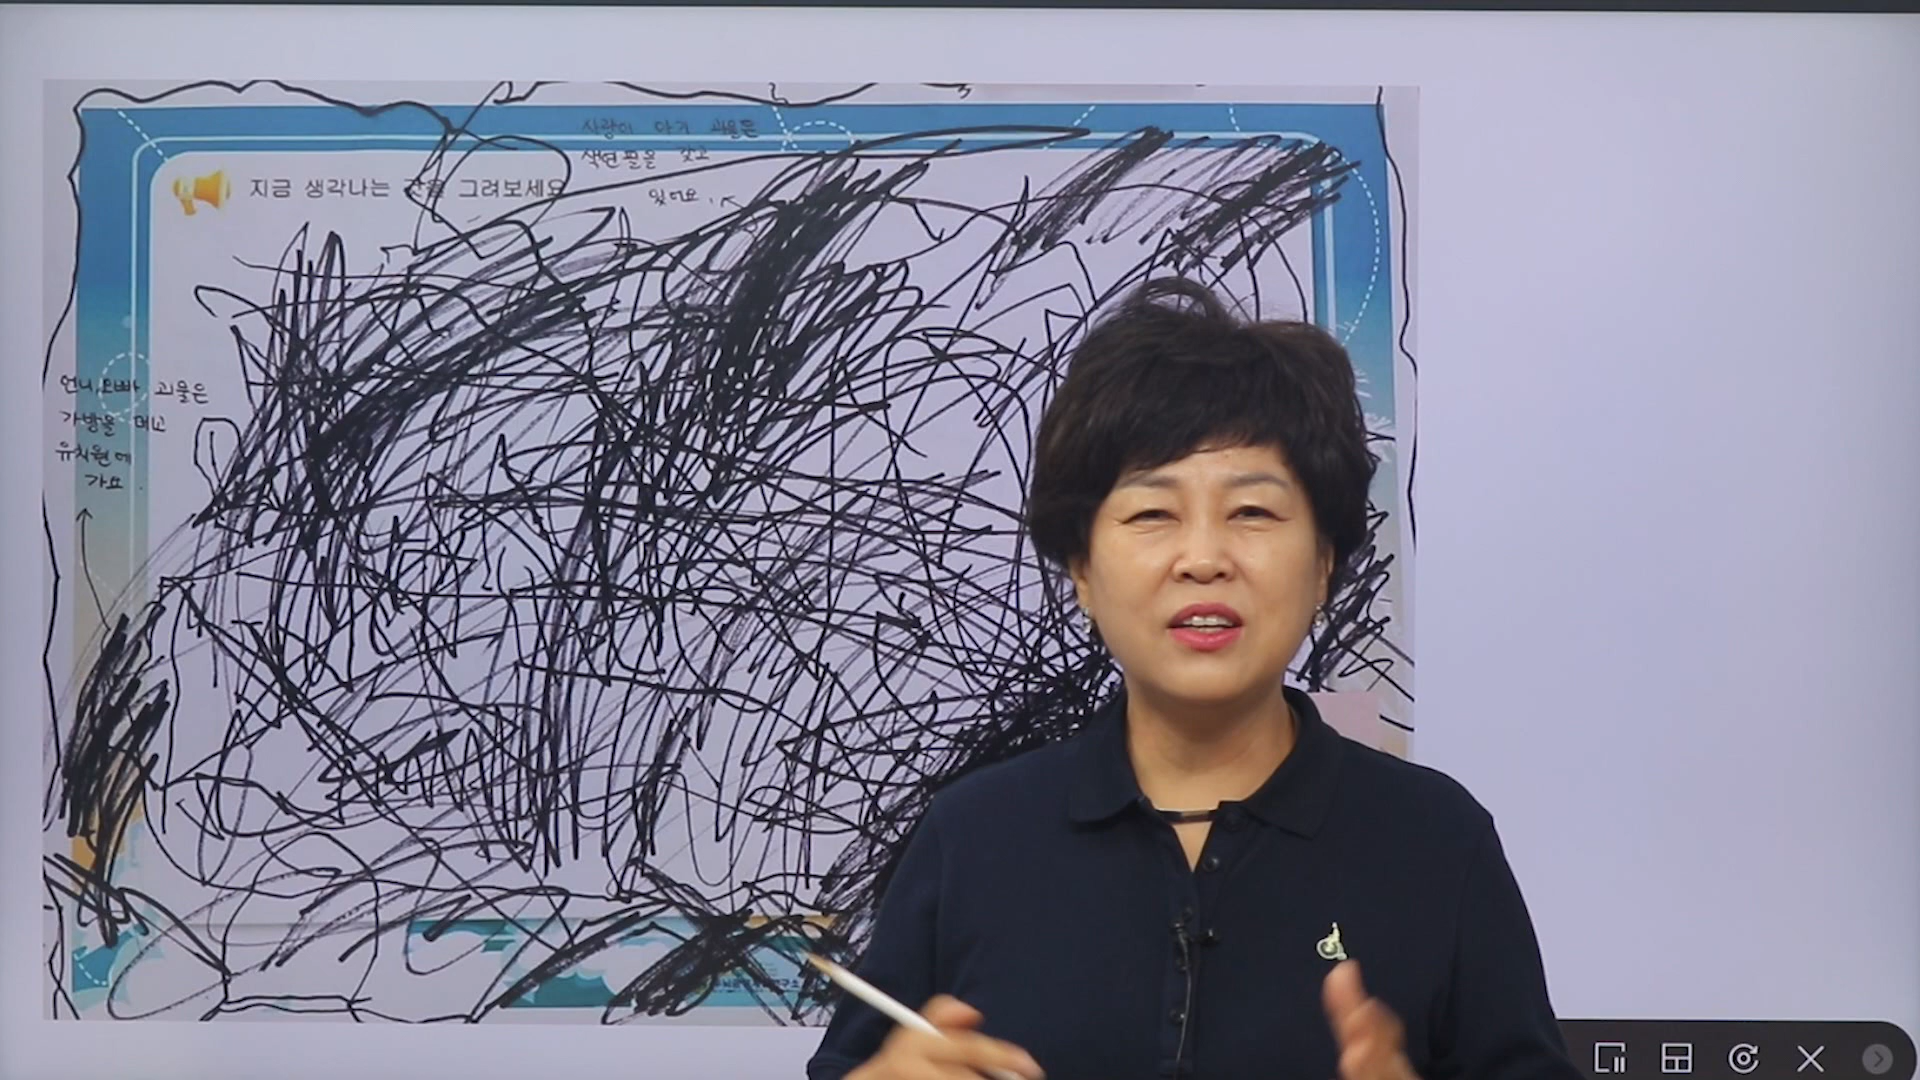 사랑이 아기 괴물은
색연필을 갖고
있어요.
지금 생각나는 것을 그려보세요
언니, 오빠 괴물은
가방을 메고
유치원에
가요.